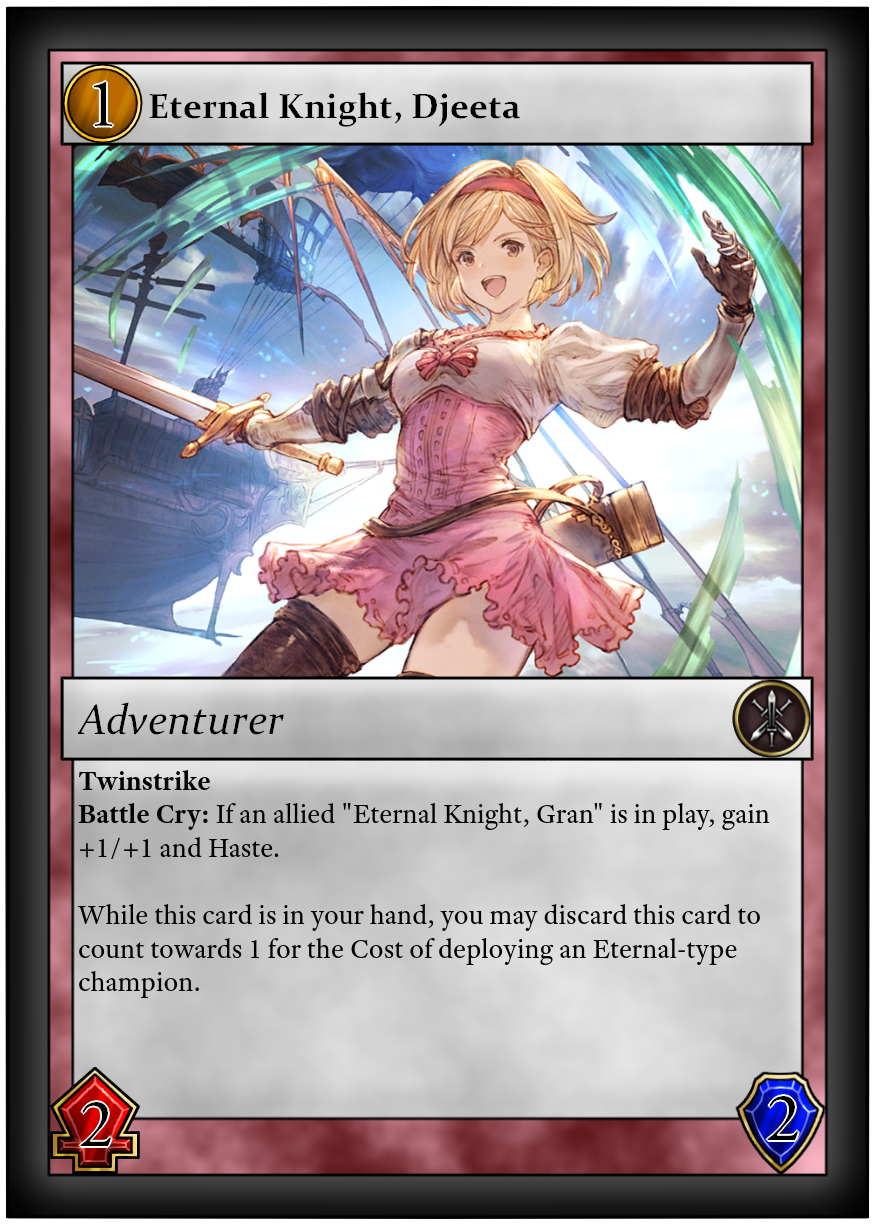 1
Eternal Knight, Djeeta
Adventurer
Twinstrike
Battle Cry: If an allied "Eternal Knight, Gran" is in play, gain
+1/+1 and Haste.
While this card is in your hand, you may discard this card to
count towards 1 for the Cost of deploying an Eternal-type
champion.
2
2